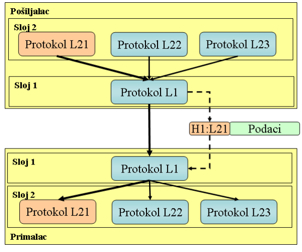 Pošiljalac
Sloj 2
Protokol L21
Protokol L22
Protokol L23
Sloj 1
Protokol L1
H1:L21
Podaci
Sloj 1
Protokol L1
Sloj 2
Protokol L21
Protokol L22
Protokol L23
Primalac